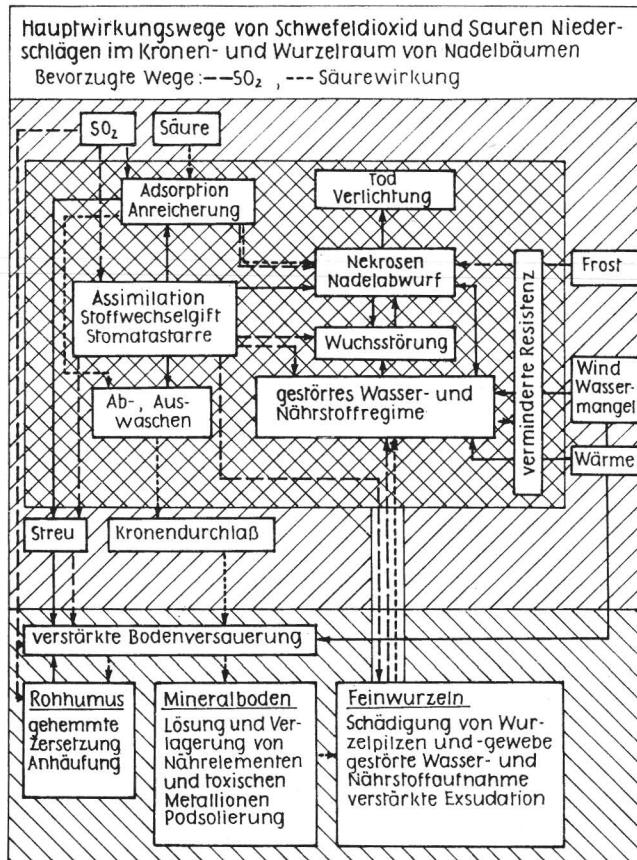 Hauptwirkungswege von Schwefeldioxid und Sauren Nieder-
schlägen im Kronen- und Wurzelraum von Nadelbäumen
Bevorzugte Wege: SO₂, Säurewirkung
SO₂
Säure
Adsorption
Anreicherung
Tod
Verlichtung
Nekrosen
Nadelabwurf
Frost
Assimilation
Stoffwechselgift
Stomatastarre
Wuchsstörung
verminderte Resistenz
Wind
Wasser-
mangel
Ab-, Aus-
waschen
gestörtes Wasser- und
Nährstoffregime
Wärme
Streu
Kronendurchlaß
verstärkte Bodenversauerung
Rohhumus
gehemmte
Zersetzung
Anhäufung
Mineralboden
Lösung und Ver-
lagerung von
Nährelementen
und toxischen
Metallionen
Podsolierung
Feinwurzeln
Schädigung von Wur-
zelpilzen und -gewebe
gestörte Wasser- und
Nährstoffaufnahme
verstärkte Exsudation